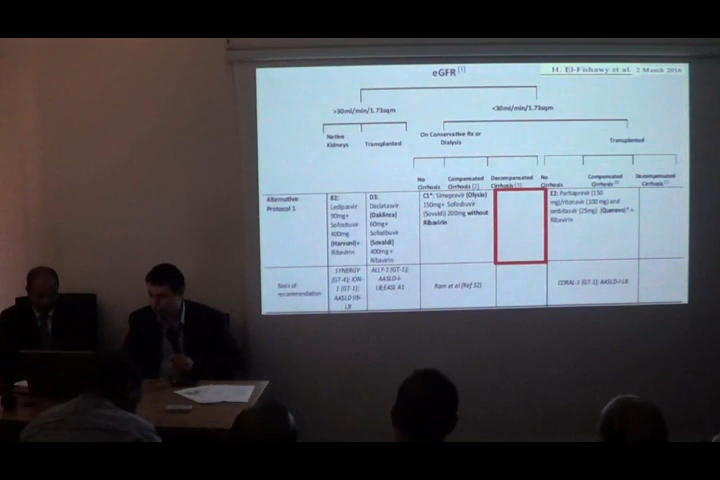 eGFR [1]
H. El-Fishawy et al. 2 March 2016
>30ml/min/1.73sqm
<30ml/min/1.73sqm
Native
Kidneys
Transplanted
On Conservative Rx or
Dialysis
Transplanted
No
Cirrhosis
Compensated
Cirrhosis [2]
Decompensated
Cirrhosis [3]
No
Cirrhosis
Compensated
Cirrhosis
Decompensated
Cirrhosis
Alternative
Protocol 1
B2:
Ledipasvir
90mg+
Sofosbuvir
400mg
(Harvoni)+
Ribavirin
D3:
Daclatasvir
(Daklinza)
60mg+
Sofosbuvir
(Sovaldi)
400mg+
Ribavirin
C1*: Simeprevir (Olysio)
150mg+ Sofosbuvir
(Sovaldi) 200mg without
Ribavirin
E2: Paritaprevir (150
mg)/ritonavir (100 mg) and
ombitasvir (25mg) (Querevo)* +
Ribavirin
Basis of
recommendation
SYNERGY
(GT-4); ION-
1 (GT-1);
AASLD
ALLY-1 (GT-1);
AASLD-I-
I,B;EASL A1
Ram et al (Ref 32)
CORAL-1 (GT-1); AASLD-I-I,B